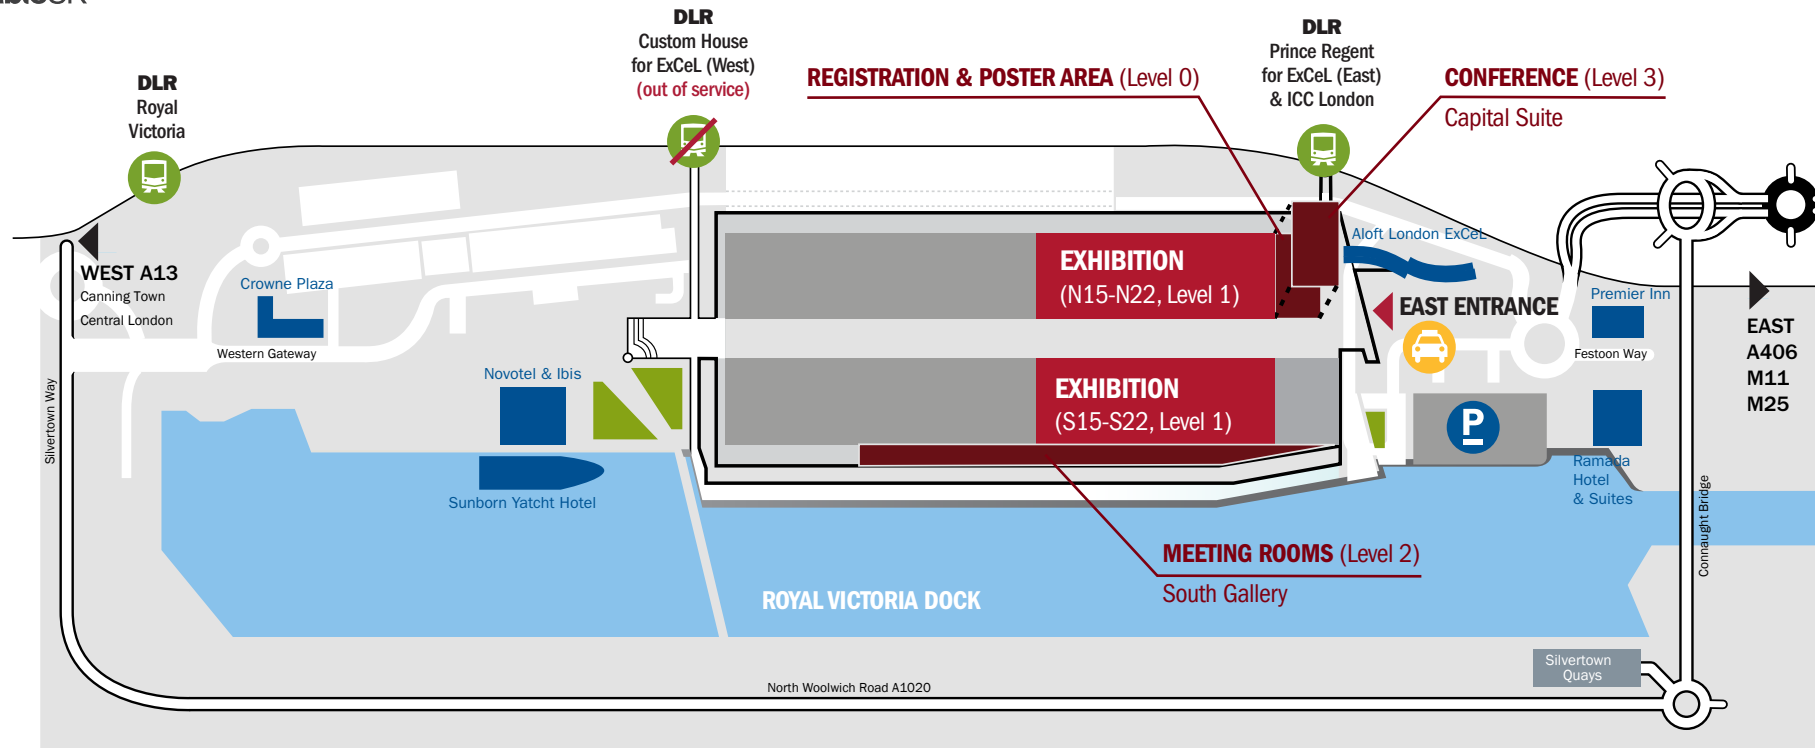 DLR
Royal
Victoria
DLR
Custom House
for ExCeL (West)
(out of service)
REGISTRATION & POSTER AREA (Level 0)
DLR
Prince Regent
for ExCeL (East)
& ICC London
CONFERENCE (Level 3)
Capital Suite
WEST A13
Canning Town
Central London
Crowne Plaza
Western Gateway
Silvertown Way
Novotel & Ibis
Sunborn Yatcht Hotel
EXHIBITION
(N15-N22, Level 1)
EXHIBITION
(S15-S22, Level 1)
Aloft London ExCeL
EAST ENTRANCE
Premier Inn
Festoon Way
EAST
A406
M11
M25
P
Ramada
Hotel
& Suites
Connaught Bridge
MEETING ROOMS (Level 2)
South Gallery
ROYAL VICTORIA DOCK
Silvertown
Quays
North Woolwich Road A1020